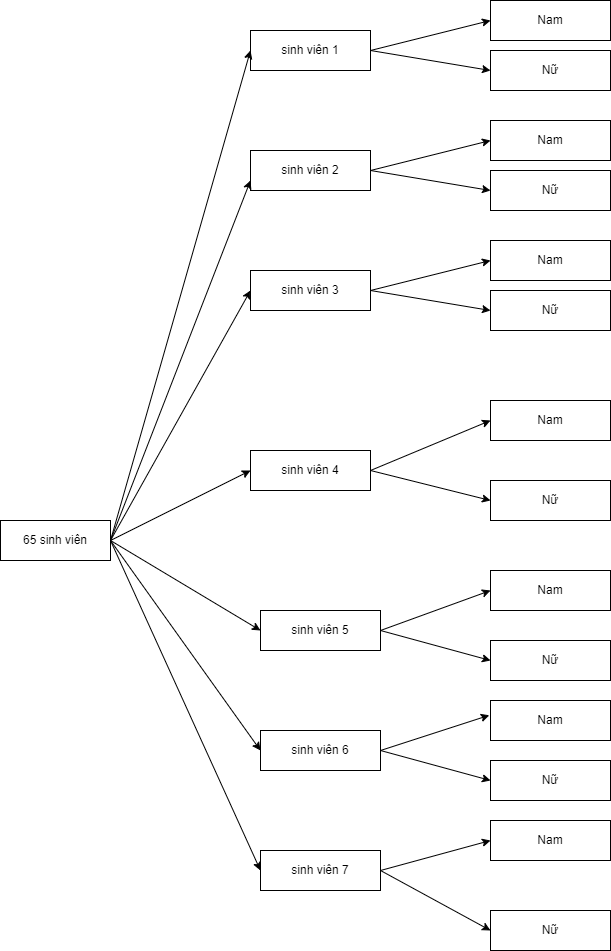 Nam
sinh viên 1
Nữ
Nam
sinh viên 2
Nữ
Nam
sinh viên 3
Nữ
Nam
sinh viên 4
Nữ
65 sinh viên
Nam
sinh viên 5
Nữ
Nam
sinh viên 6
Nữ
Nam
sinh viên 7
Nữ